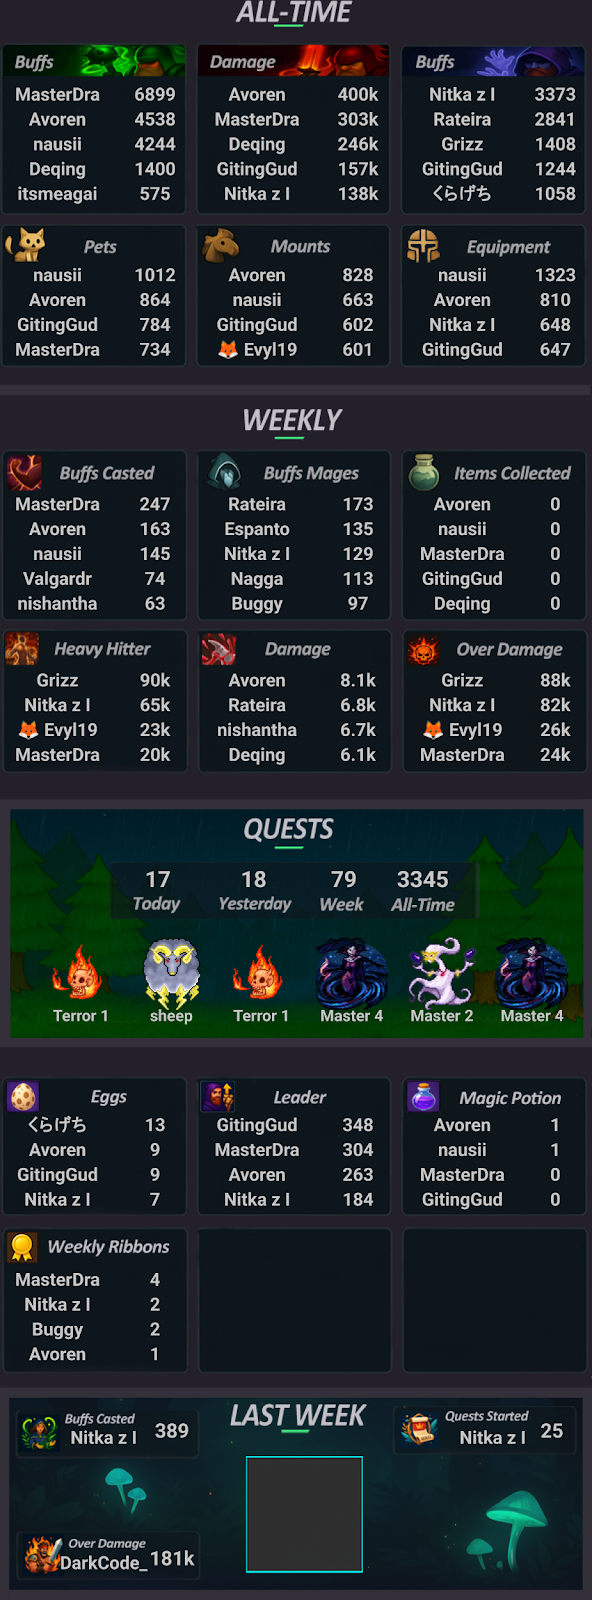 ALL-TIME
Buffs
MasterDra 6899
Avoren 4538
nausii 4244
Deqing 1400
itsmeagai 575
Damage
Avoren 400k
MasterDra 303k
Deqing 246k
GitingGud 157k
Nitka z l 138k
Buffs
Nitka z l 3373
Rateira 2841
Grizz 1408
GitingGud 1244
くらげち 1058
Pets
nausii 1012
Avoren 864
GitingGud 784
MasterDra 734
Mounts
Avoren 828
nausii 663
GitingGud 602
🦊 Evyl19 601
Equipment
nausii 1323
Avoren 810
Nitka z l 648
GitingGud 647
WEEKLY
Buffs Casted
MasterDra 247
Avoren 163
nausii 145
Valgardr 74
nishantha 63
Buffs Mages
Rateira 173
Espanto 135
Nitka z l 129
Nagga 113
Buggy 97
Items Collected
Avoren 0
nausii 0
MasterDra 0
GitingGud 0
Deqing 0
Heavy Hitter
Grizz 90k
Nitka z l 65k
🦊 Evyl19 23k
MasterDra 20k
Damage
Avoren 8.1k
Rateira 6.8k
nishantha 6.7k
Deqing 6.1k
Over Damage
Grizz 88k
Nitka z l 82k
🦊 Evyl19 26k
MasterDra 24k
QUESTS
17 18 79 3345
Today Yesterday Week All-Time
Terror 1 sheep Terror 1 Master 4 Master 2 Master 4
Eggs
くらげち 13
Avoren 9
GitingGud 9
Nitka z l 7
Leader
GitingGud 348
MasterDra 304
Avoren 263
Nitka z l 184
Magic Potion
Avoren 1
nausii 1
MasterDra 0
GitingGud 0
Weekly Ribbons
MasterDra 4
Nitka z l 2
Buggy 2
Avoren 1
LAST WEEK
Buffs Casted
Nitka z l 389
Quests Started
Nitka z l 25
Over Damage
DarkCode_ 181k